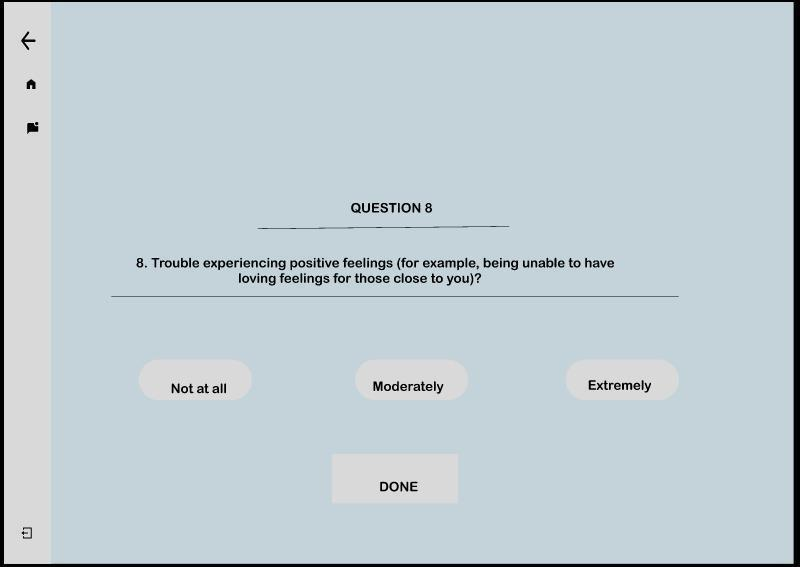 QUESTION 8
8. Trouble experiencing positive feelings (for example, being unable to have
loving feelings for those close to you)?
Not at all
Moderately
Extremely
DONE